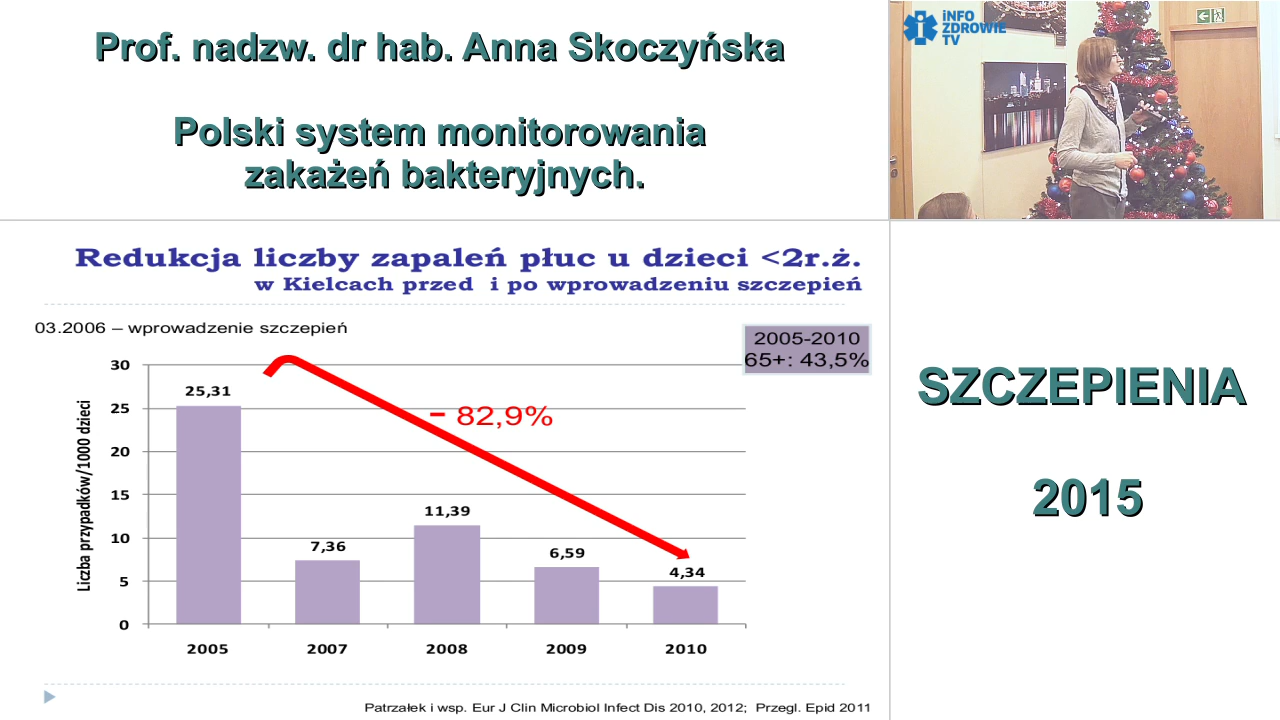 Prof. nadzw. dr hab. Anna Skoczyńska
Polski system monitorowania
zakażeń bakteryjnych.
iNFO
ZDROWIE
TV
Redukcja liczby zapaleń płuc u dzieci <2r.ż.
w Kielcach przed i po wprowadzeniu szczepień
03.2006 – wprowadzenie szczepień
2005-2010
65+: 43,5%
Liczba przypadków/1000 dzieci
30
25
20
15
10
5
0
25,31
7,36
11,39
6,59
4,34
- 82,9%
2005
2007
2008
2009
2010
Patrzałek i wsp. Eur J Clin Microbiol Infect Dis 2010, 2012; Przegl. Epid 2011
SZCZEPIENIA
2015